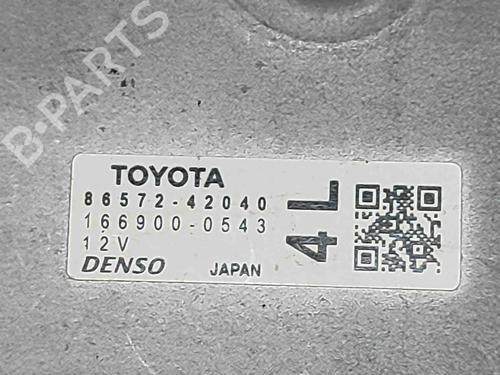 B-PARTS
TOYOTA
86572-42040
166900-0543
12V
DENSO JAPAN
4L